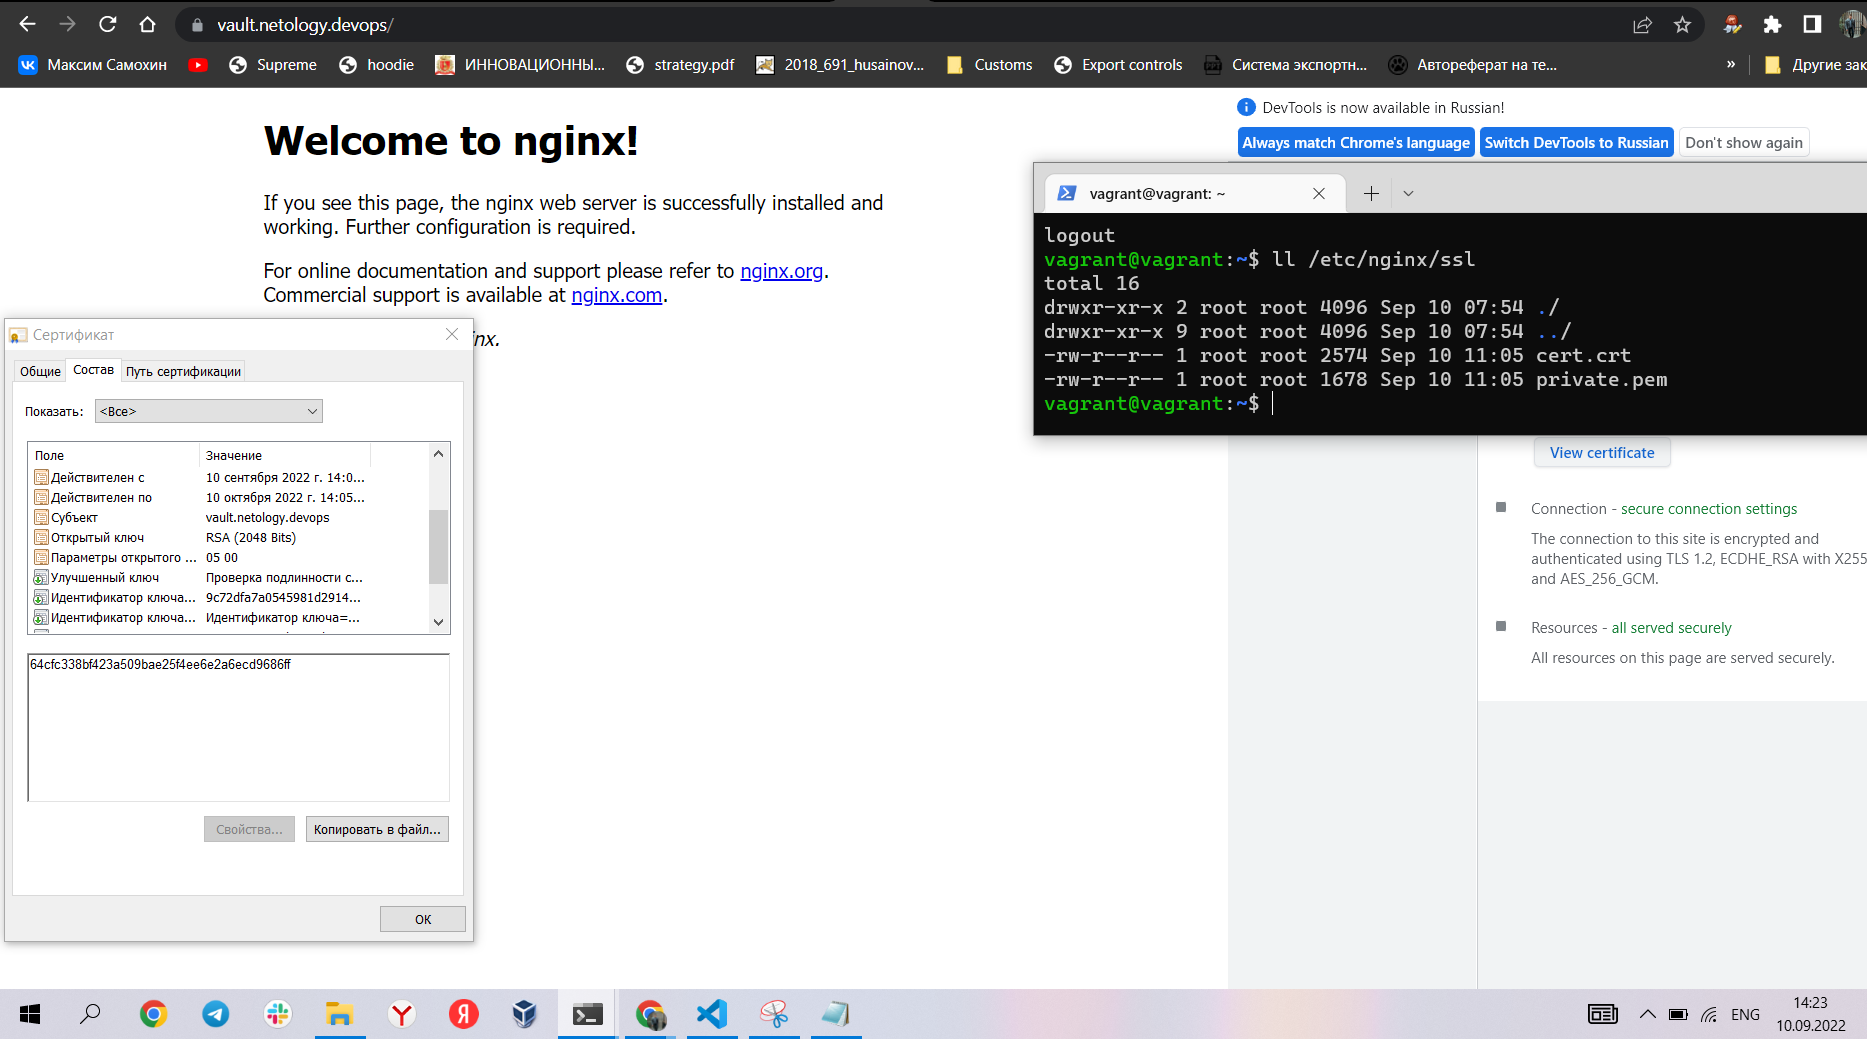 vault.netology.devops/
Максим Самохин
Supreme
hoodie
ИННОВАЦИОННЫ...
strategy.pdf
2018_691_husainov...
Customs
Export controls
Система экспортн...
Автореферат на те...
»
Другие зак
Welcome to nginx!
If you see this page, the nginx web server is successfully installed and
working. Further configuration is required.
For online documentation and support please refer to nginx.org.
Commercial support is available at nginx.com.
nx.
DevTools is now available in Russian!
Always match Chrome's language
Switch DevTools to Russian
Don't show again
vagrant@vagrant: ~
logout
vagrant@vagrant:~$ ll /etc/nginx/ssl
total 16
drwxr-xr-x 2 root root 4096 Sep 10 07:54 ./
drwxr-xr-x 9 root root 4096 Sep 10 07:54 ../
-rw-r--r-- 1 root root 2574 Sep 10 11:05 cert.crt
-rw-r--r-- 1 root root 1678 Sep 10 11:05 private.pem
vagrant@vagrant:~$
View certificate
Connection - secure connection settings
The connection to this site is encrypted and
authenticated using TLS 1.2, ECDHE_RSA with X255
and AES_256_GCM.
Resources - all served securely
All resources on this page are served securely.
Сертификат
Общие
Состав
Путь сертификации
Показать:
<Все>
Поле Значение
Действителен с 10 сентября 2022 г. 14:0...
Действителен по 10 октября 2022 г. 14:05...
Субъект vault.netology.devops
Открытый ключ RSA (2048 Bits)
Параметры открытого ... 05 00
Улучшенный ключ Проверка подлинности с...
Идентификатор ключа... 9c72dfa7a0545981d2914...
Идентификатор ключа... Идентификатор ключа=...
64cfc338bf423a509bae25f4ee6e2a6ecd9686ff
Свойства...
Копировать в файл...
ОК
ENG
14:23
10.09.2022